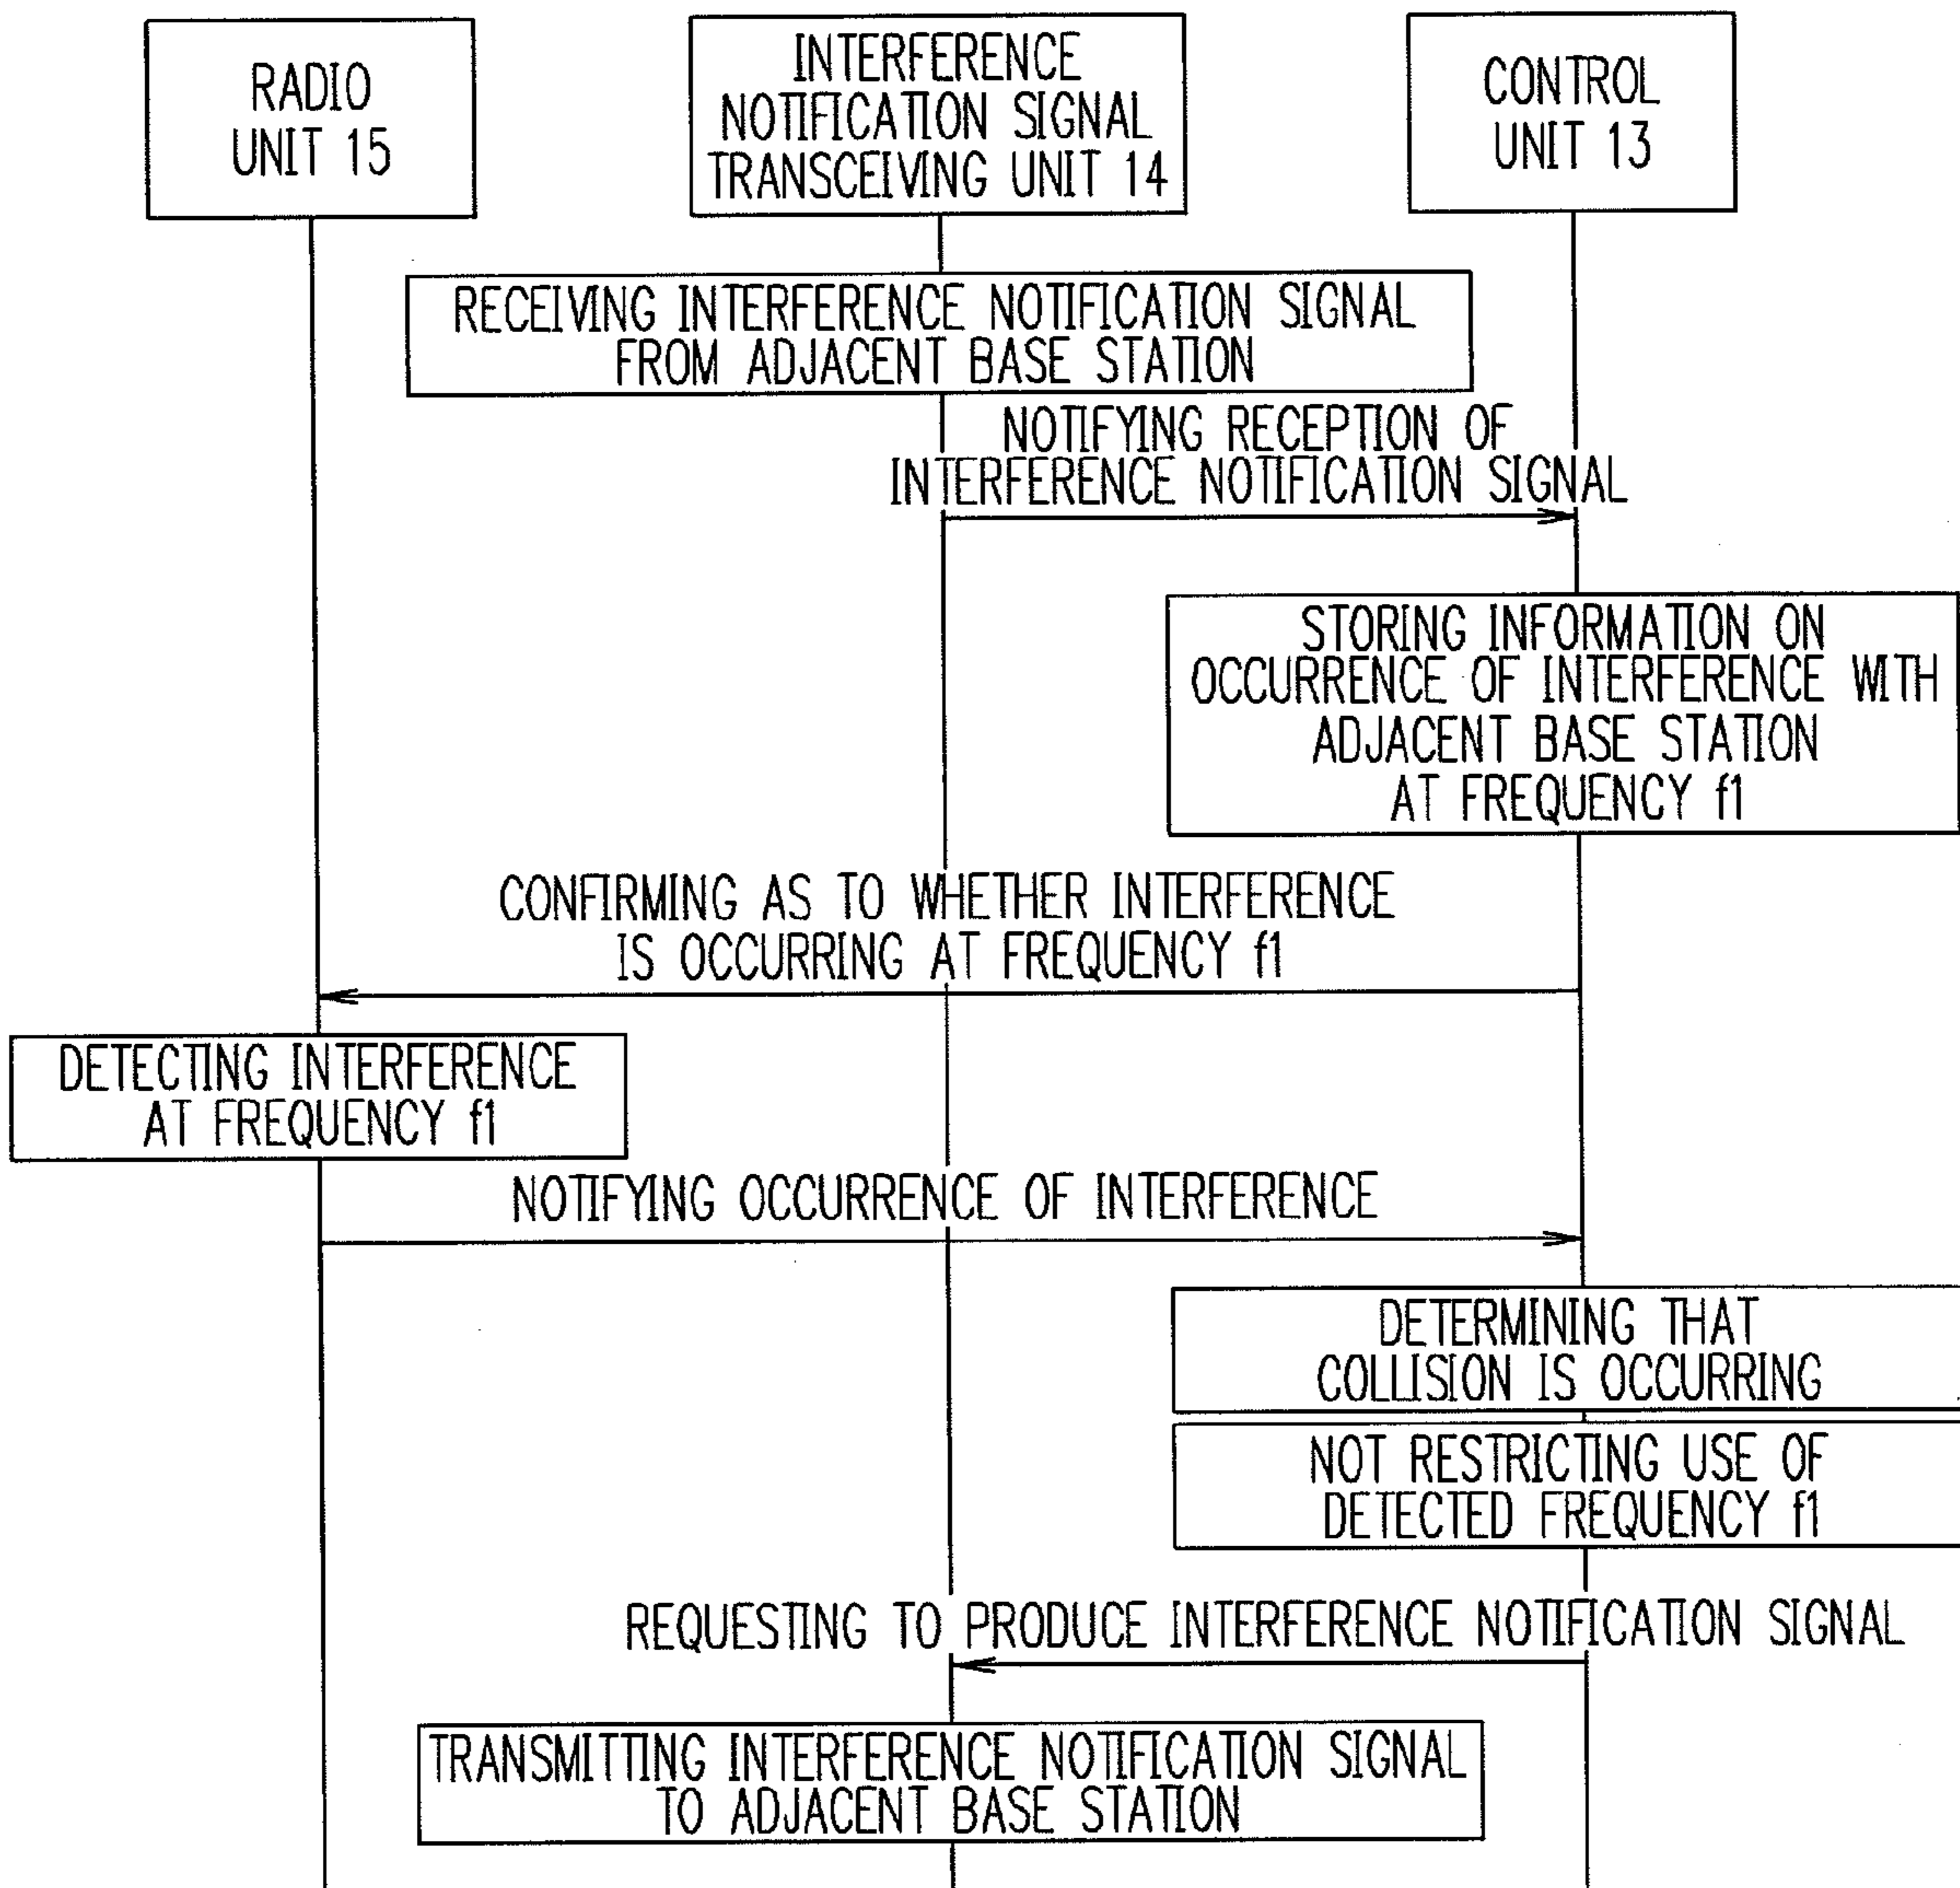 RADIO
UNIT 15
INTERFERENCE
NOTIFICATION SIGNAL
TRANSCEIVING UNIT 14
CONTROL
UNIT 13
RECEIVING INTERFERENCE NOTIFICATION SIGNAL
FROM ADJACENT BASE STATION
NOTIFYING RECEPTION OF
INTERFERENCE NOTIFICATION SIGNAL
STORING INFORMATION ON
OCCURRENCE OF INTERFERENCE WITH
ADJACENT BASE STATION
AT FREQUENCY f1
CONFIRMING AS TO WHETHER INTERFERENCE
IS OCCURRING AT FREQUENCY f1
DETECTING INTERFERENCE
AT FREQUENCY f1
NOTIFYING OCCURRENCE OF INTERFERENCE
DETERMINING THAT
COLLISION IS OCCURRING
NOT RESTRICTING USE OF
DETECTED FREQUENCY f1
REQUESTING TO PRODUCE INTERFERENCE NOTIFICATION SIGNAL
TRANSMITTING INTERFERENCE NOTIFICATION SIGNAL
TO ADJACENT BASE STATION